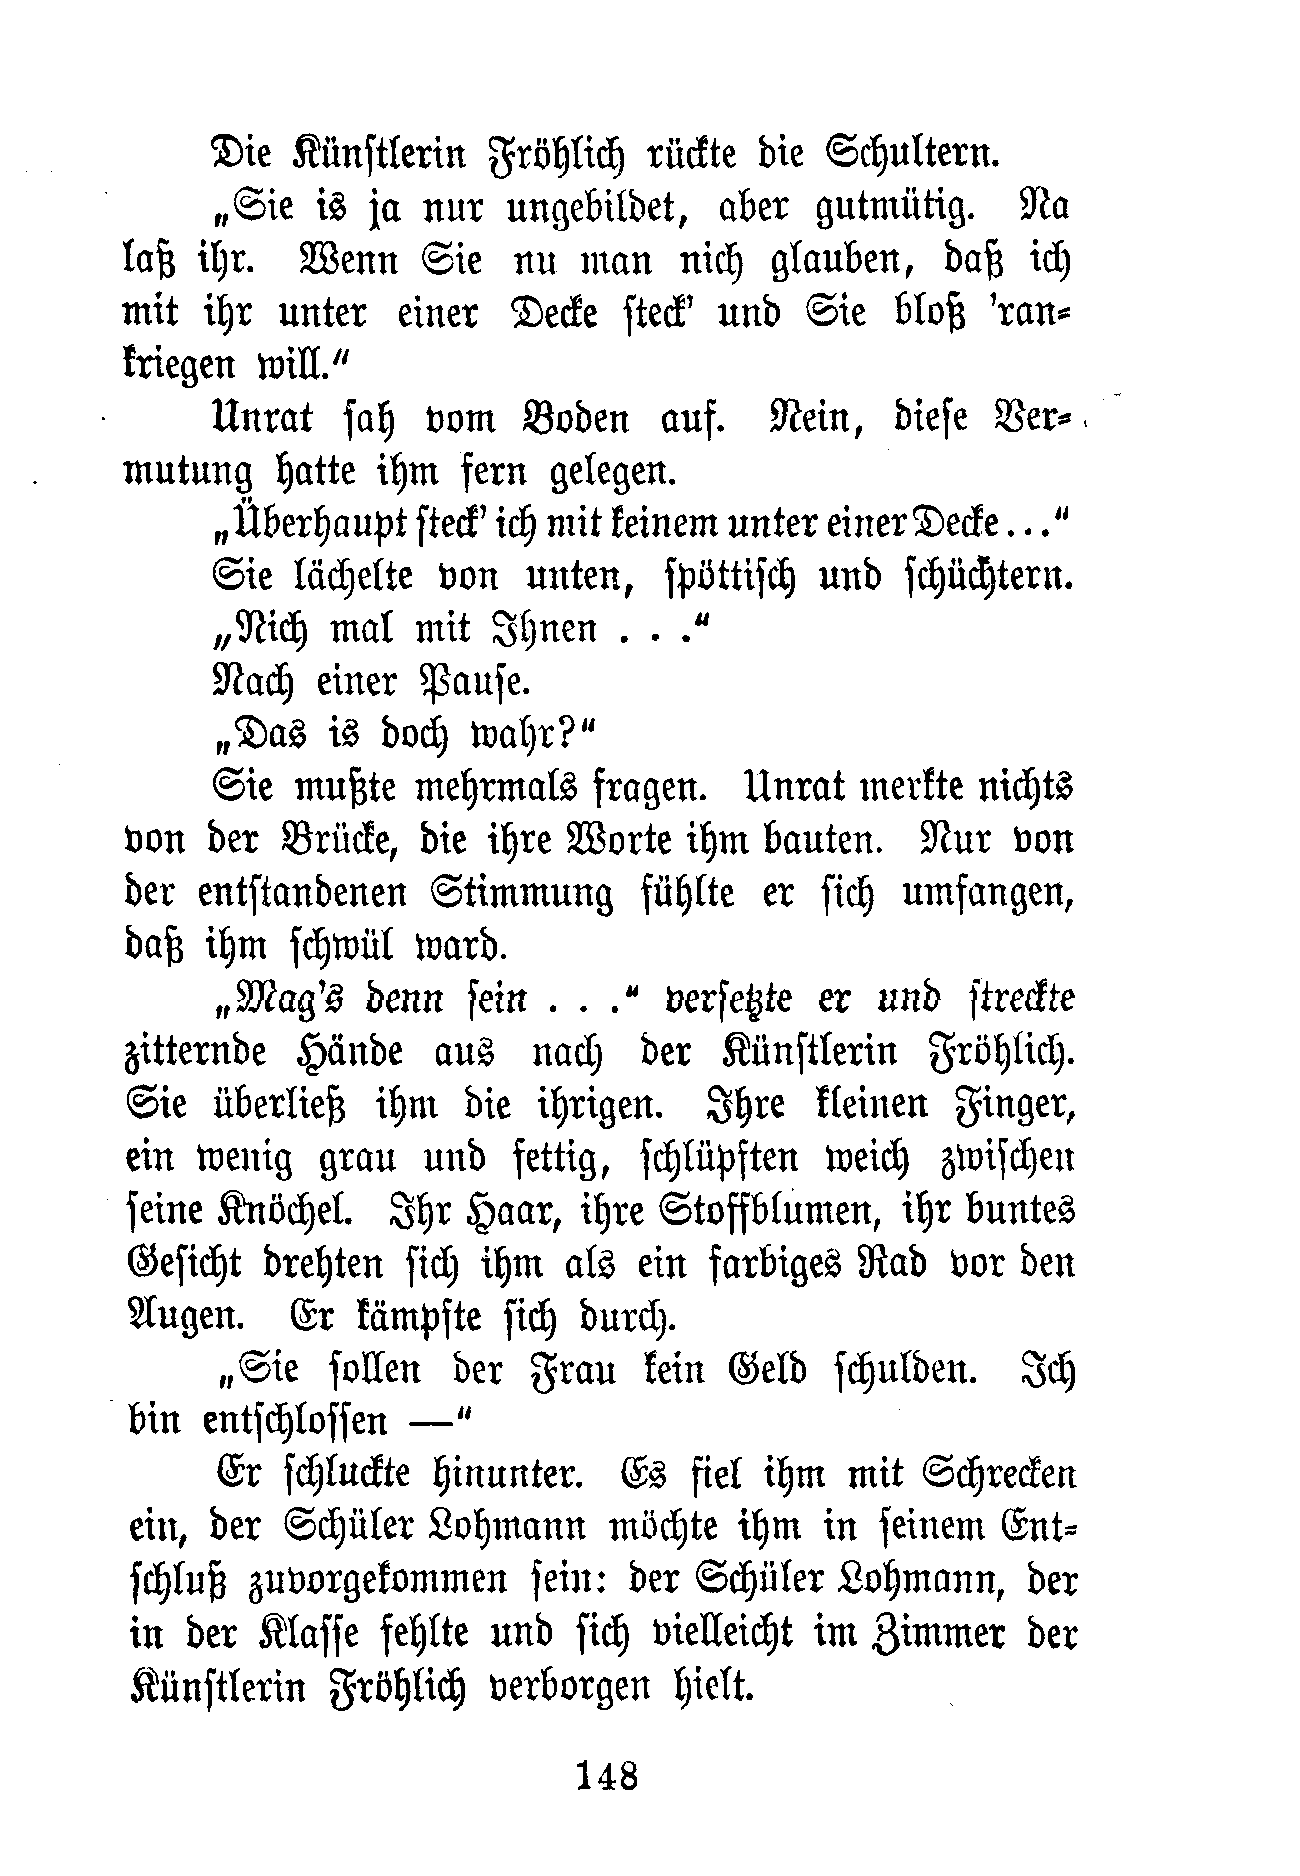 Die Künstlerin Fröhlich rückte die Schultern.
„Sie is ja nur ungebildet, aber gutmütig. Na
laß ihr. Wenn Sie nu man nich glauben, daß ich
mit ihr unter einer Decke steck’ und Sie bloß ’ran-
kriegen will.“
Unrat sah vom Boden auf. Nein, diese Ver-
mutung hatte ihm fern gelegen.
„Überhaupt steck’ ich mit keinem unter einer Decke...“
Sie lächelte von unten, spöttisch und schüchtern.
„Nich mal mit Ihnen . . .“
Nach einer Pause.
„Das is doch wahr?“
Sie mußte mehrmals fragen. Unrat merkte nichts
von der Brücke, die ihre Worte ihm bauten. Nur von
der entstandenen Stimmung fühlte er sich umfangen,
daß ihm schwül ward.
„Mag’s denn sein . . .“ versetzte er und streckte
zitternde Hände aus nach der Künstlerin Fröhlich.
Sie überließ ihm die ihrigen. Ihre kleinen Finger,
ein wenig grau und fettig, schlüpften weich zwischen
seine Knöchel. Ihr Haar, ihre Stoffblumen, ihr buntes
Gesicht drehten sich ihm als ein farbiges Rad vor den
Augen. Er kämpfte sich durch.
„Sie sollen der Frau kein Geld schulden. Ich
bin entschlossen —“
Er schluckte hinunter. Es fiel ihm mit Schrecken
ein, der Schüler Lohmann möchte ihm in seinem Ent-
schluß zuvorgekommen sein: der Schüler Lohmann, der
in der Klasse fehlte und sich vielleicht im Zimmer der
Künstlerin Fröhlich verborgen hielt.
148